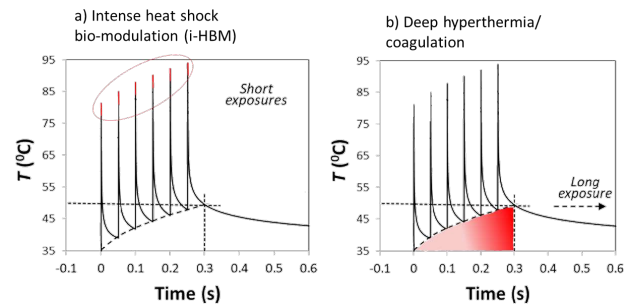 a) Intense heat shock
bio-modulation (i-HBM)
95
85
75
65
55
45
35
T (⁰C)
Short
exposures
-0.1 0 0.1 0.2 0.3 0.4 0.5 0.6
Time (s)
b) Deep hyperthermia/
coagulation
95
85
75
65
55
45
35
T (⁰C)
Long
exposure
-0.1 0 0.1 0.2 0.3 0.4 0.5 0.6
Time (s)